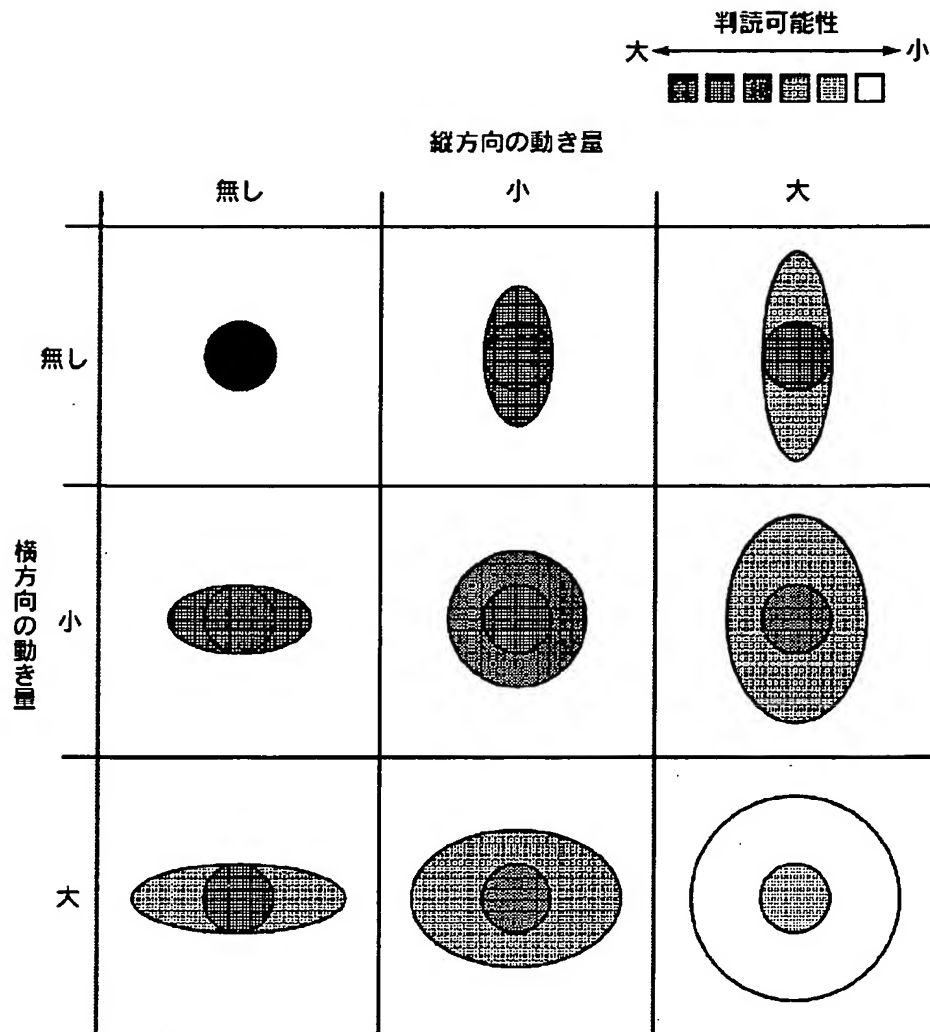 判読可能性
大 小
縦方向の動き量
無し 小 大
無し
横方向の動き量
小
大